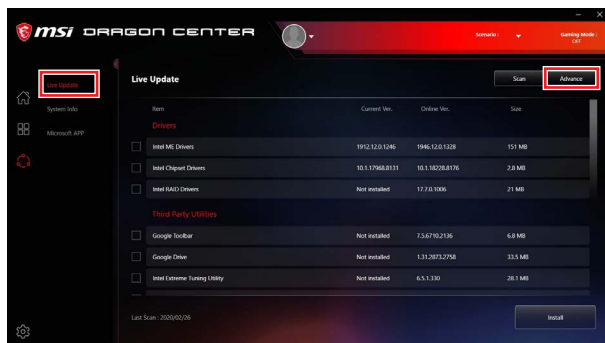 msi DRAGON CENTER
Scenario :
Gaming Mode :
OFF
Live Update
System Info
Microsoft APP
Live Update
Scan
Advance
Item Current Ver. Online Ver. Size
Drivers
Intel ME Drivers 1912.12.0.1246 1946.12.0.1328 151 MB
Intel Chipset Drivers 10.1.17968.8131 10.1.18228.8176 2.8 MB
Intel RAID Drivers Not installed 17.7.0.1006 21 MB
Third Party Utilities
Google Toolbar Not installed 7.5.6710.2136 6.8 MB
Google Drive Not installed 1.31.2873.2758 33.5 MB
Intel Extreme Tuning Utility Not installed 6.5.1.330 28.1 MB
Last Scan : 2020/02/26
Install